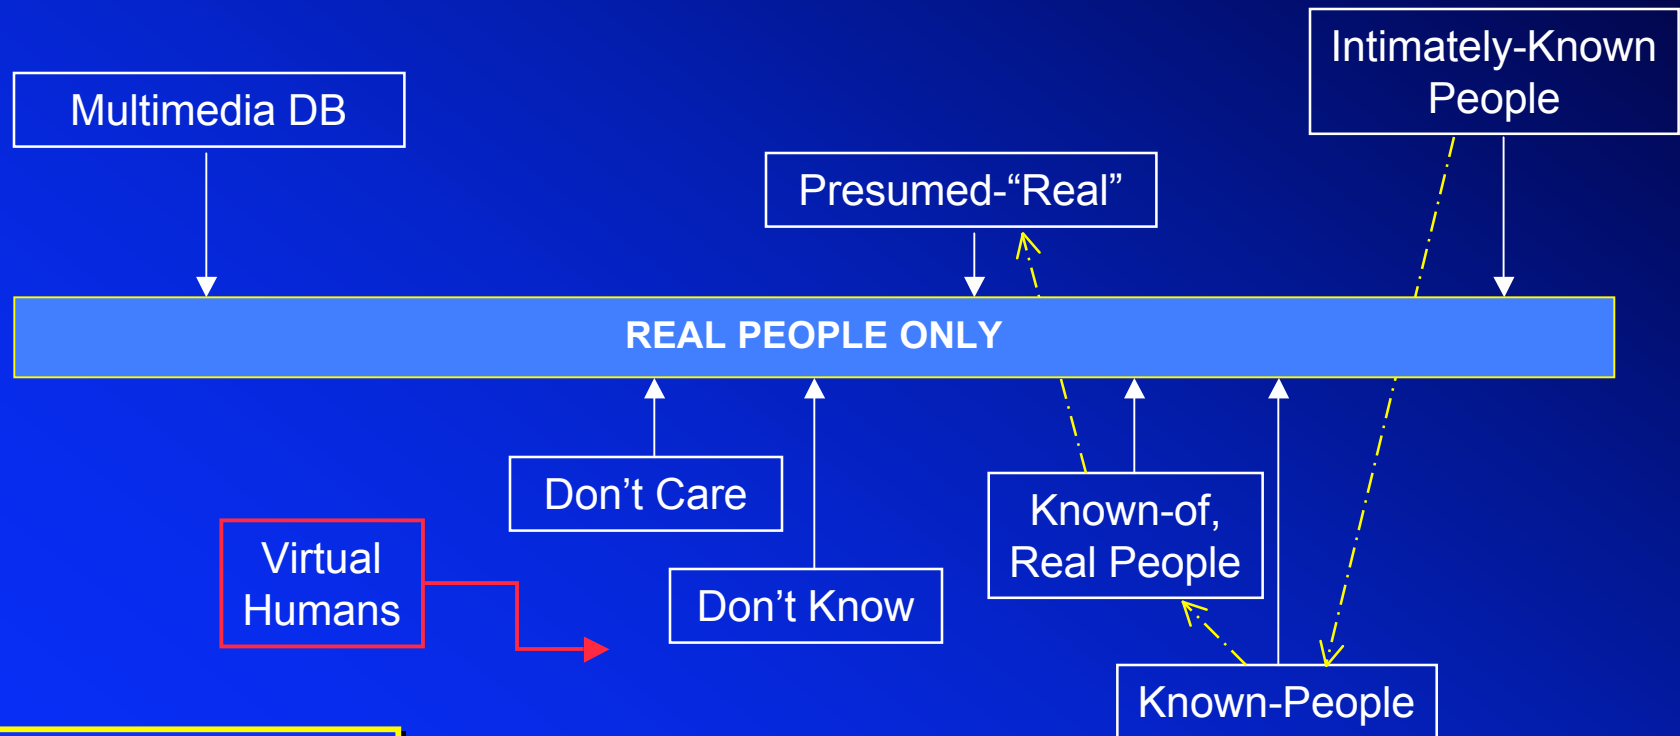 Intimately-Known
People
Multimedia DB
Presumed-“Real”
REAL PEOPLE ONLY
Don’t Care
Known-of,
Real People
Virtual
Humans
Don’t Know
Known-People